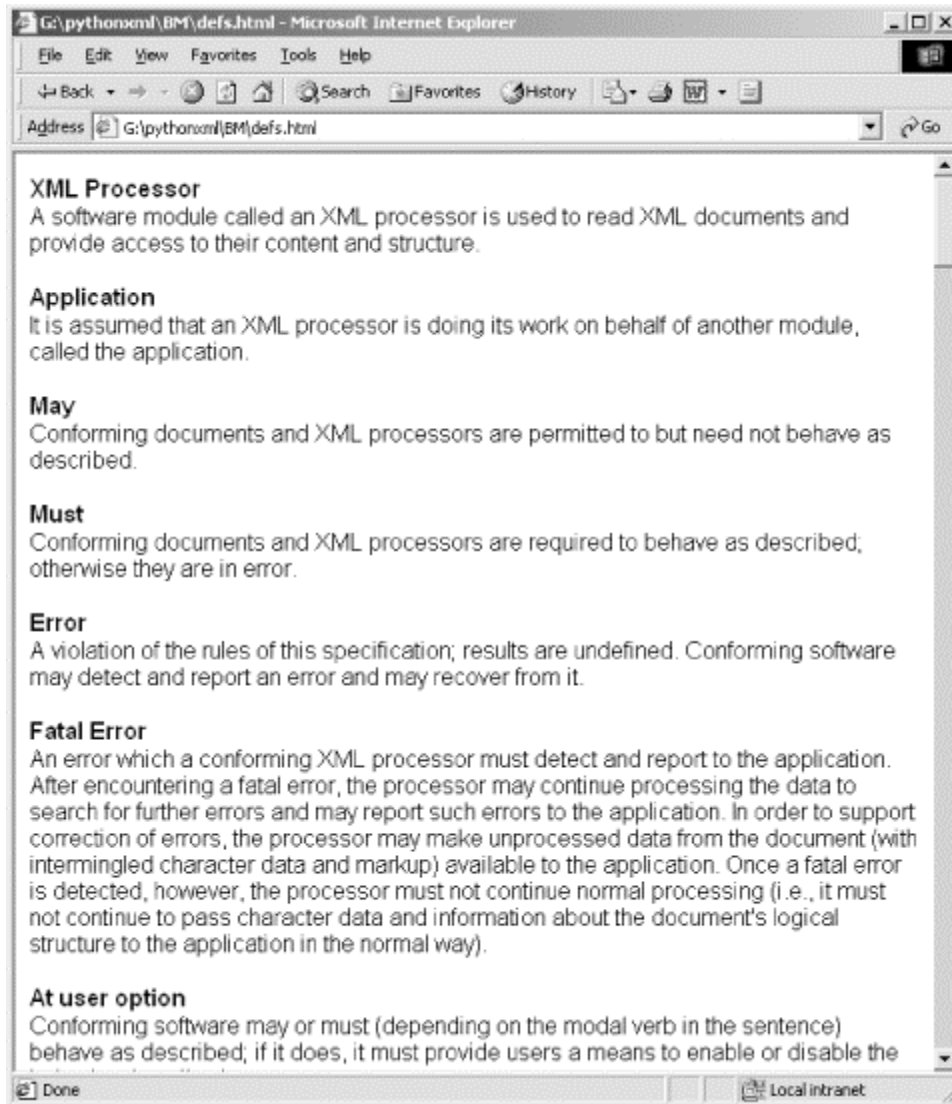 G:\pythonxml\BM\defs.html - Microsoft Internet Explorer
File Edit View Favorites Tools Help
Back Search Favorites History
Address G:\pythonxml\BM\defs.html Go
XML Processor
A software module called an XML processor is used to read XML documents and
provide access to their content and structure.
Application
It is assumed that an XML processor is doing its work on behalf of another module,
called the application.
May
Conforming documents and XML processors are permitted to but need not behave as
described.
Must
Conforming documents and XML processors are required to behave as described;
otherwise they are in error.
Error
A violation of the rules of this specification; results are undefined. Conforming software
may detect and report an error and may recover from it.
Fatal Error
An error which a conforming XML processor must detect and report to the application.
After encountering a fatal error, the processor may continue processing the data to
search for further errors and may report such errors to the application. In order to support
correction of errors, the processor may make unprocessed data from the document (with
intermingled character data and markup) available to the application. Once a fatal error
is detected, however, the processor must not continue normal processing (i.e., it must
not continue to pass character data and information about the document's logical
structure to the application in the normal way).
At user option
Conforming software may or must (depending on the modal verb in the sentence)
behave as described; if it does, it must provide users a means to enable or disable the
Done Local intranet